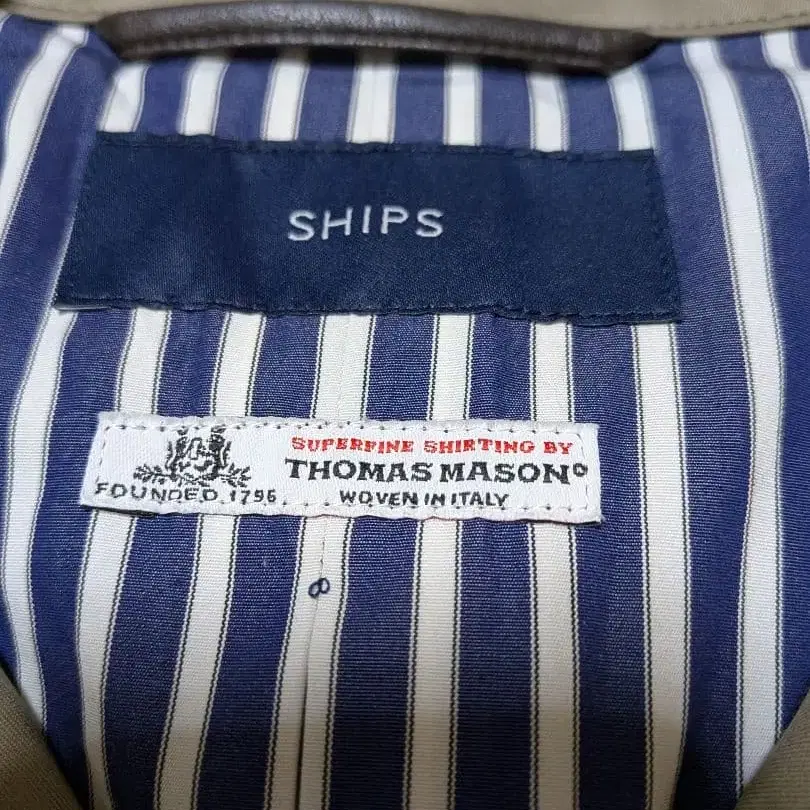 SHIPS
SUPERFINE SHIRTING BY
THOMAS MASON®
FOUNDED.1796.
WOVEN IN ITALY